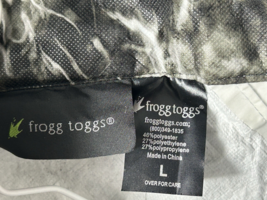 frogg toggs®
frogg toggs®
froggtoggs.com;
(800)349-1835
46%polyester
27%polyethylene
27%polypropylene
Made in China
L
OVER FOR CARE